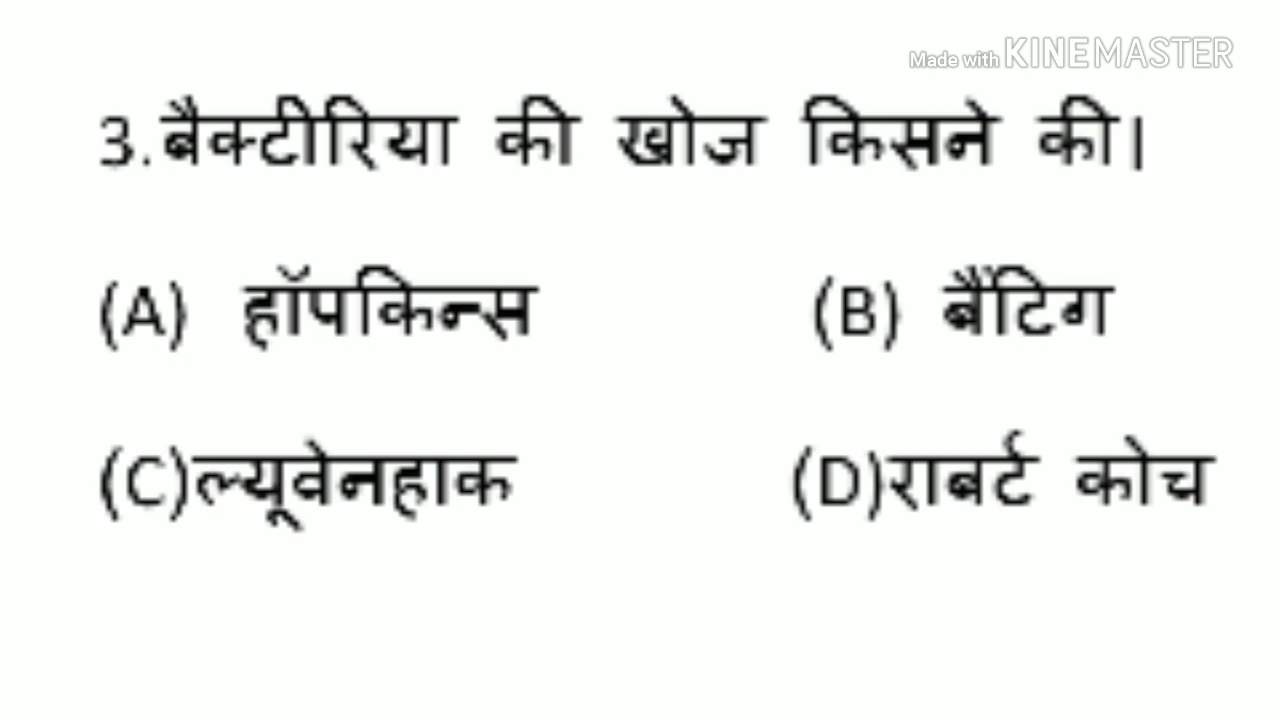 Made with KINEMASTER
3.बैक्टीरिया की खोज किसने की।
(A) हॉपकिन्स (B) बैंटिग
(C)ल्यूवेनहाक (D)राबर्ट कोच